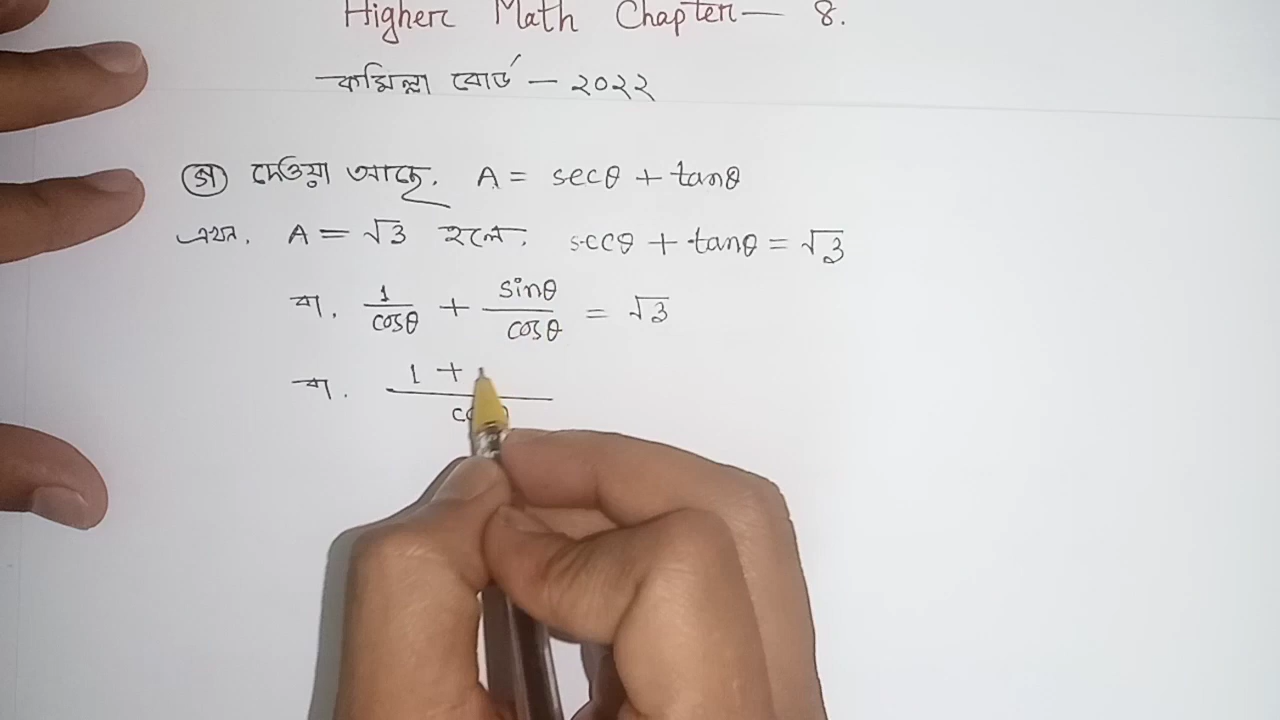 Higher Math Chapter — 8.
কুমিল্লা বোর্ড — ২০২২
দেওয়া আছে, A = secθ + tanθ
এখন, A = √3 হলে, secθ + tanθ = √3
বা, 1/cosθ + sinθ/cosθ = √3
বা, 1 +